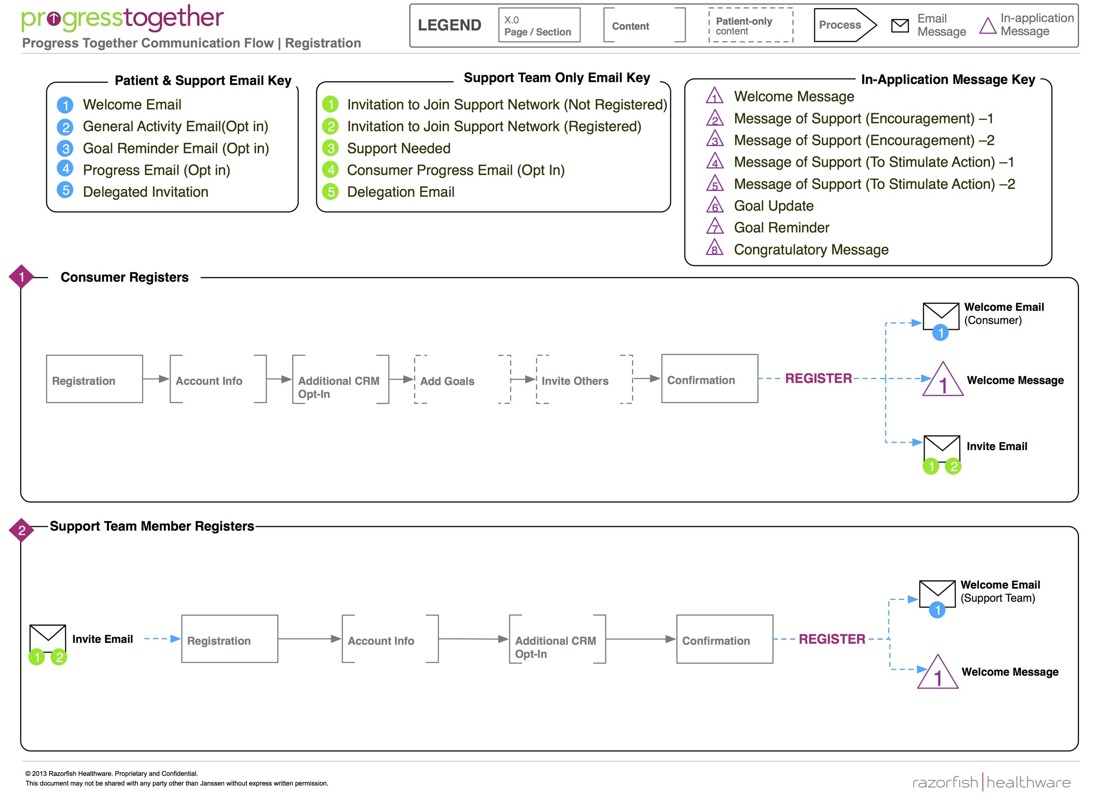 progresstogether
Progress Together Communication Flow | Registration
LEGEND
X.0
Page / Section
Content
Patient-only
content
Process
Email
Message
In-application
Message
Patient & Support Email Key
1 Welcome Email
2 General Activity Email(Opt in)
3 Goal Reminder Email (Opt in)
4 Progress Email (Opt in)
5 Delegated Invitation
Support Team Only Email Key
1 Invitation to Join Support Network (Not Registered)
2 Invitation to Join Support Network (Registered)
3 Support Needed
4 Consumer Progress Email (Opt In)
5 Delegation Email
In-Application Message Key
1 Welcome Message
2 Message of Support (Encouragement) –1
3 Message of Support (Encouragement) –2
4 Message of Support (To Stimulate Action) –1
5 Message of Support (To Stimulate Action) –2
6 Goal Update
7 Goal Reminder
8 Congratulatory Message
1 Consumer Registers
Registration
Account Info
Additional CRM
Opt-In
Add Goals
Invite Others
Confirmation
REGISTER
Welcome Email
(Consumer)
1
1 Welcome Message
Invite Email
1 2
2 Support Team Member Registers
Invite Email
1 2
Registration
Account Info
Additional CRM
Opt-In
Confirmation
REGISTER
Welcome Email
(Support Team)
1
1 Welcome Message
© 2013 Razorfish Healthware. Proprietary and Confidential.
This document may not be shared with any party other than Janssen without express written permission.
razorfish|healthware